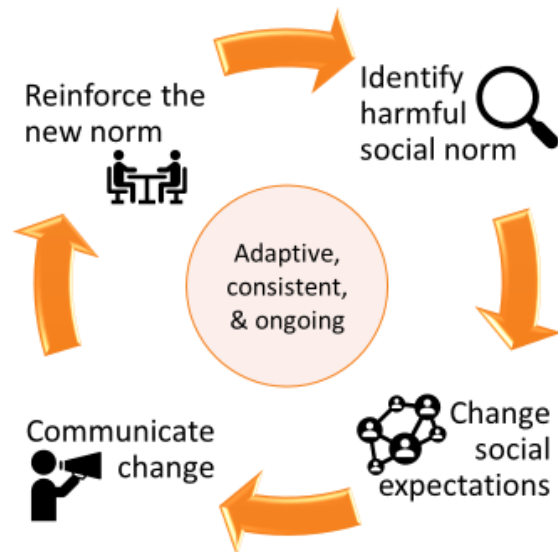 Reinforce the
new norm
Identify
harmful
social norm
Adaptive,
consistent,
& ongoing
Communicate
change
Change
social
expectations